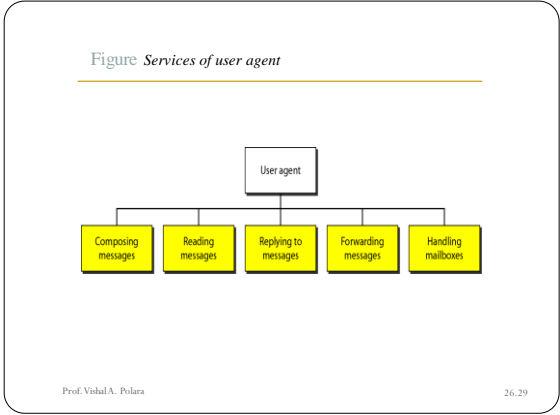 Figure Services of user agent
User agent
Composing
messages
Reading
messages
Replying to
messages
Forwarding
messages
Handling
mailboxes
Prof. Vishal A. Polara
26.29